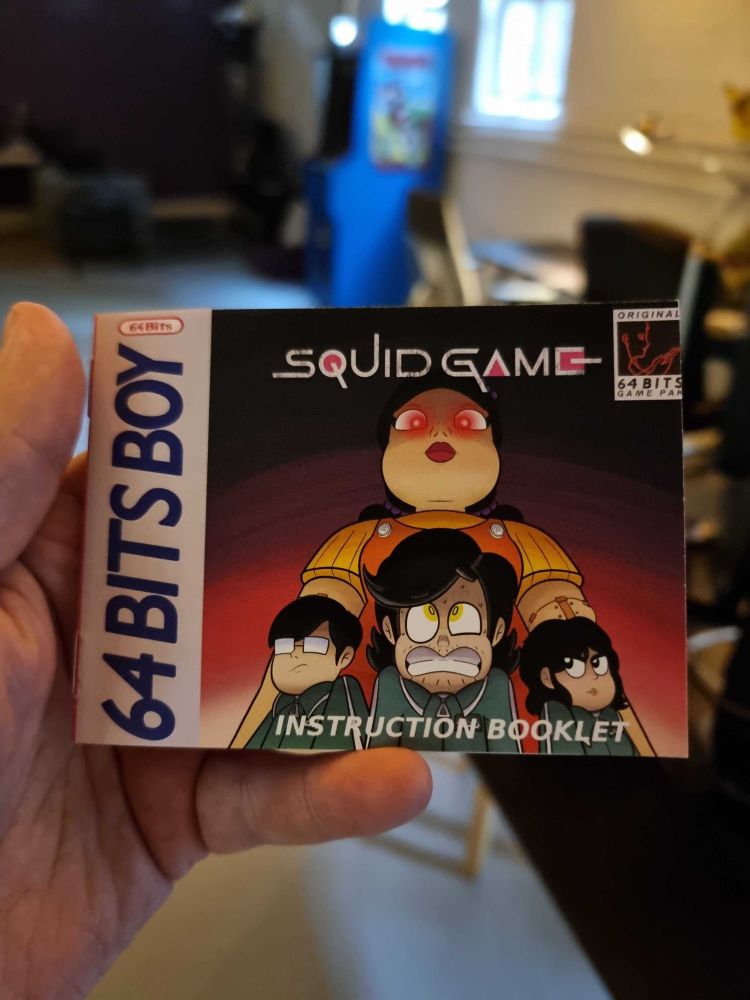 64Bits
64 BITS BOY
SQUID GAME
ORIGINAL
64 BITS
GAME PAK
INSTRUCTION BOOKLET